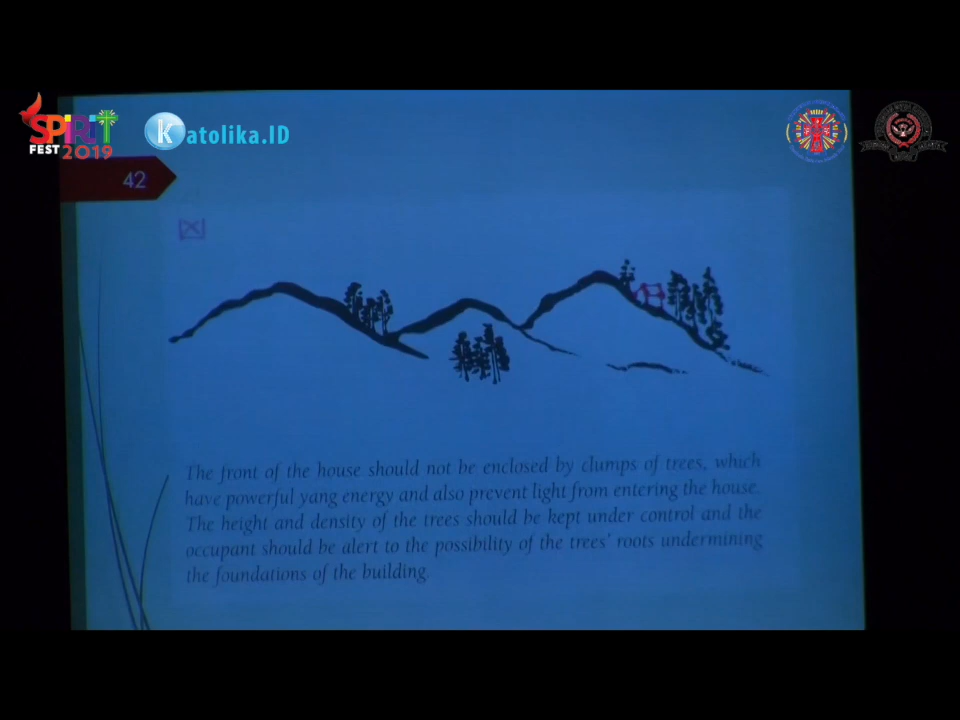 SPIRIT
FEST 2019
Katolika.ID
42
The front of the house should not be enclosed by clumps of trees, which
have powerful yang energy and also prevent light from entering the house.
The height and density of the trees should be kept under control and the
occupant should be alert to the possibility of the trees' roots undermining
the foundations of the building.